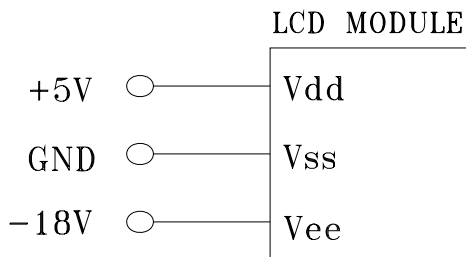 LCD MODULE
+5V Vdd
GND Vss
-18V Vee